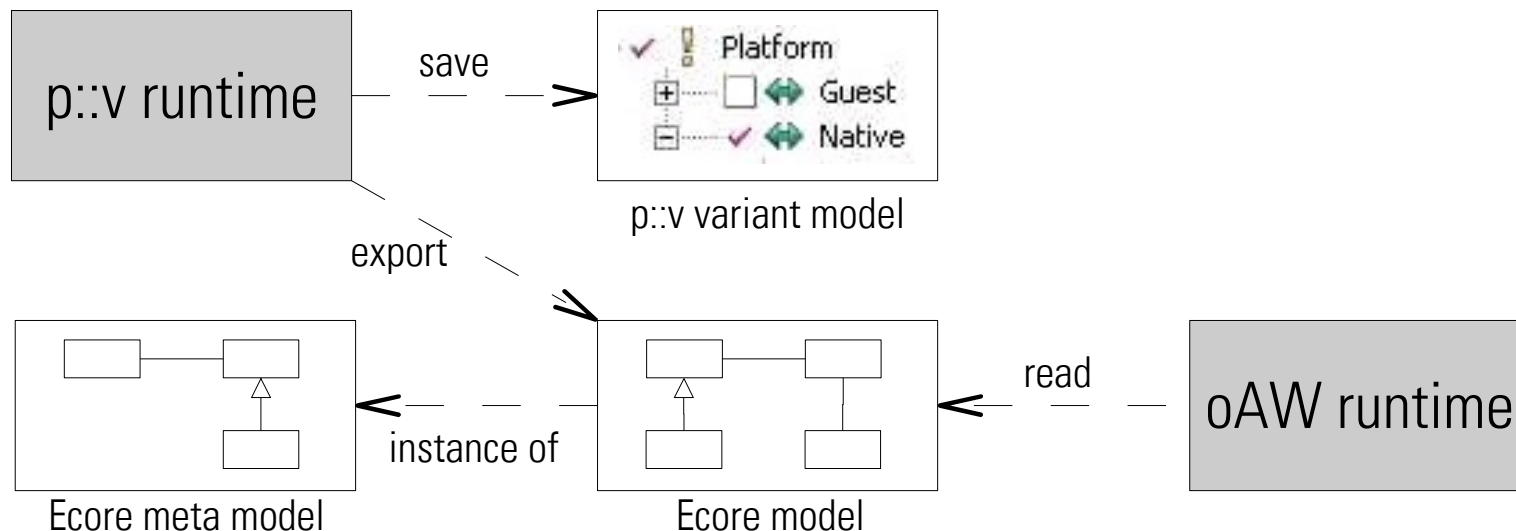 p::v runtime
save
Platform
Guest
Native
p::v variant model
export
read
oAW runtime
instance of
Ecore meta model
Ecore model